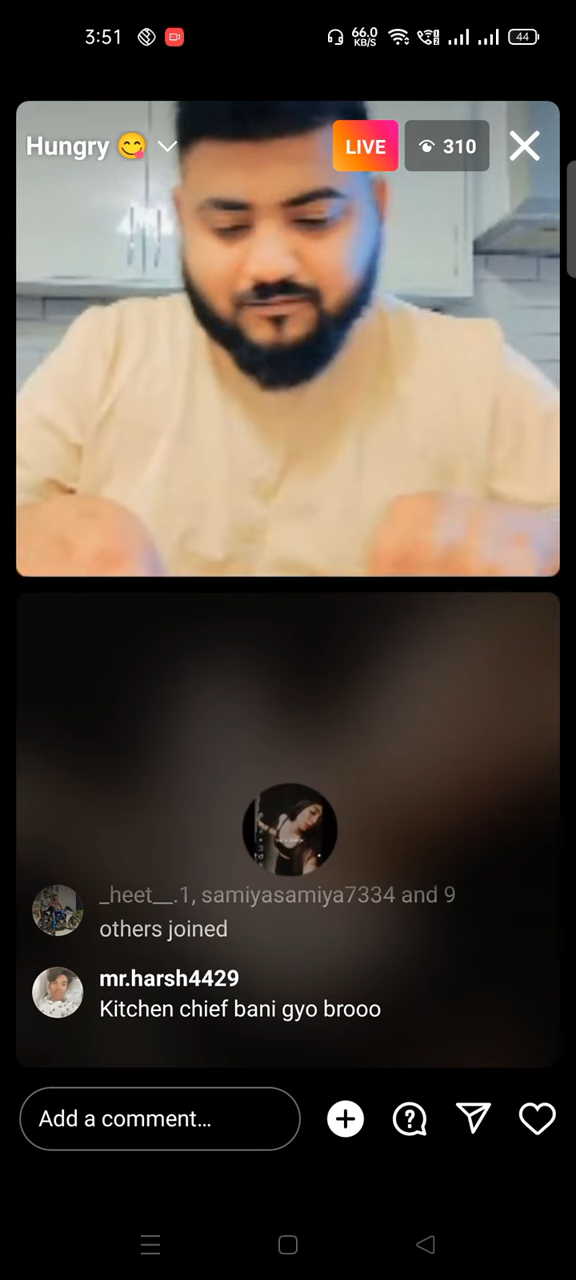 3:51
66.0
KB/S
44
Hungry 😋
LIVE
310
_heet__.1, samiyasamiya7334 and 9
others joined
mr.harsh4429
Kitchen chief bani gyo brooo
Add a comment...